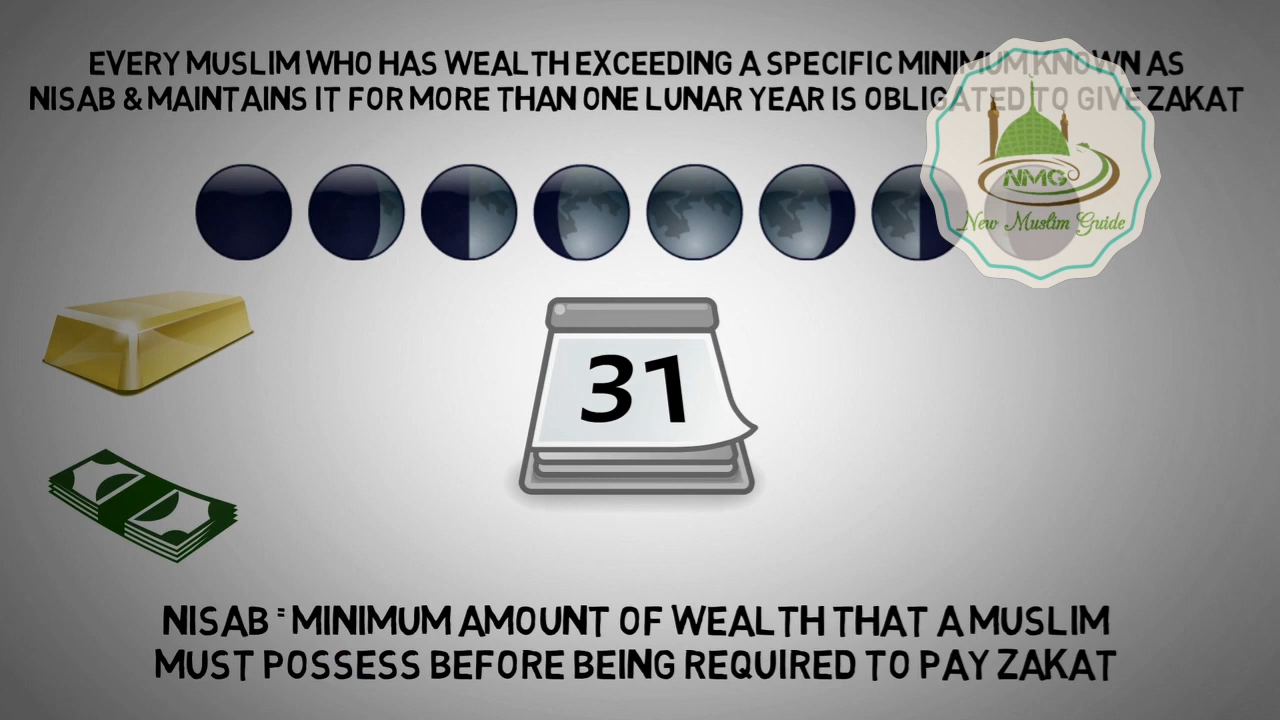 EVERY MUSLIM WHO HAS WEALTH EXCEEDING A SPECIFIC MINIMUM KNOWN AS
NISAB & MAINTAINS IT FOR MORE THAN ONE LUNAR YEAR IS OBLIGATED TO GIVE ZAKAT
NMG
New Muslim Guide
31
NISAB = MINIMUM AMOUNT OF WEALTH THAT A MUSLIM
MUST POSSESS BEFORE BEING REQUIRED TO PAY ZAKAT